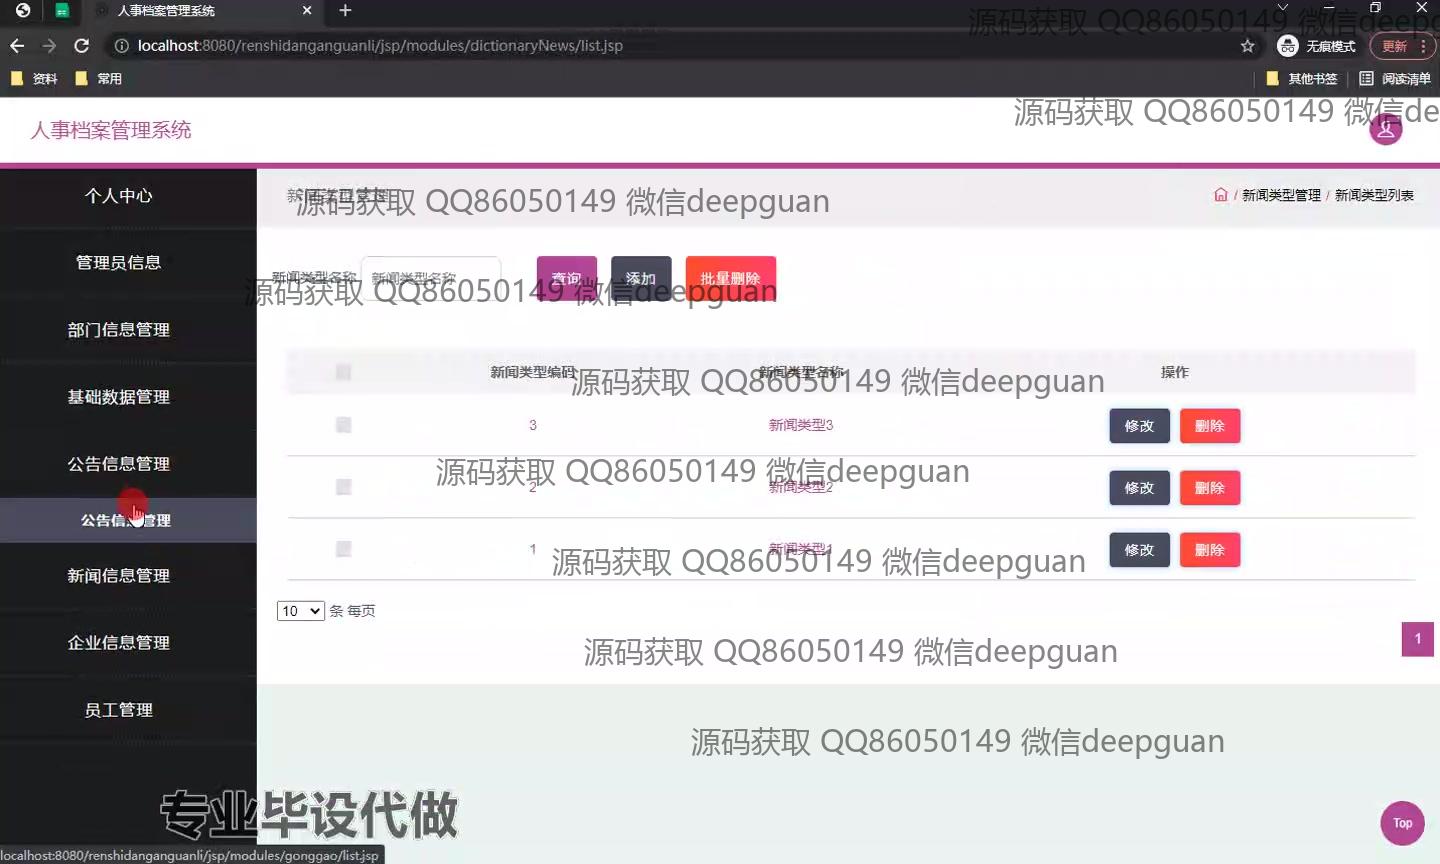 人事档案管理系统
localhost:8080/renshidanganguanli/jsp/modules/dictionaryNews/list.jsp
无痕模式
更新
资料
常用
其他书签
阅读清单
源码获取 QQ86050149 微信deepg
源码获取 QQ86050149 微信de
人事档案管理系统
个人中心
管理员信息
部门信息管理
基础数据管理
公告信息管理
公告信息管理
新闻信息管理
企业信息管理
员工管理
新闻类型管理
源码获取 QQ86050149 微信deepguan
/ 新闻类型管理 / 新闻类型列表
新闻类型名称
新闻类型名称
查询
添加
批量删除
源码获取 QQ86050149 微信deepguan
新闻类型编码
新闻类型名称
操作
源码获取 QQ86050149 微信deepguan
3
新闻类型3
修改
删除
源码获取 QQ86050149 微信deepguan
2
新闻类型2
修改
删除
1
新闻类型1
修改
删除
源码获取 QQ86050149 微信deepguan
10 条 每页
1
源码获取 QQ86050149 微信deepguan
源码获取 QQ86050149 微信deepguan
专业毕设代做
Top
localhost:8080/renshidanganguanli/jsp/modules/gonggao/list.jsp